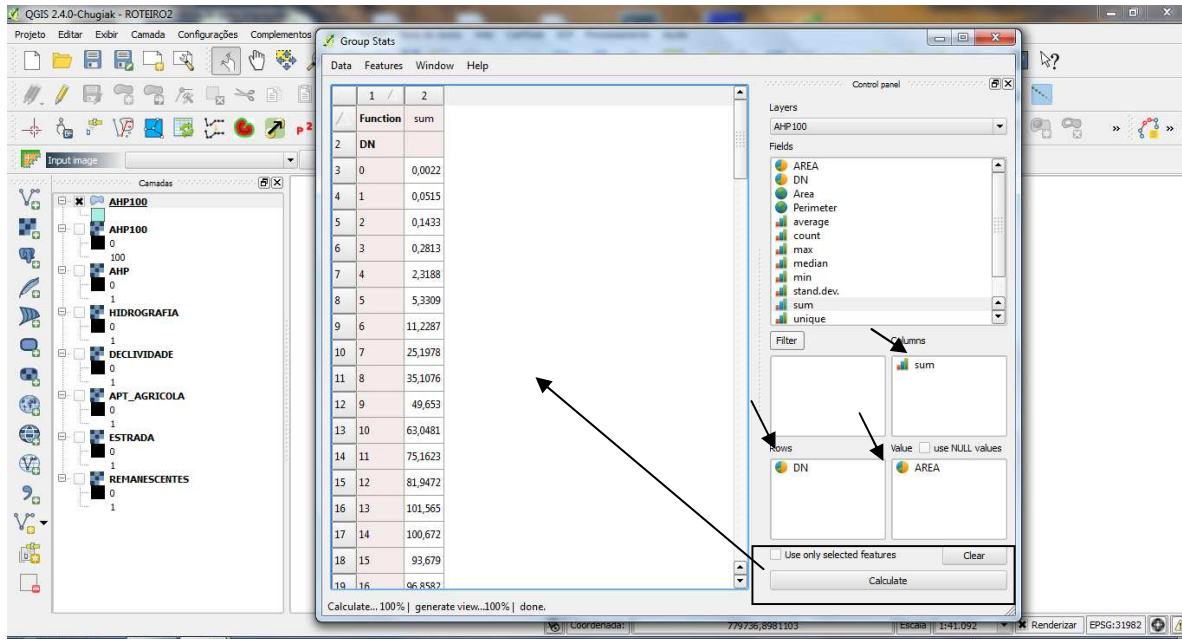 QGIS 2.4.0-Chugiak - ROTEIRO2
Projeto Editar Exibir Camada Configurações Complementos
Input image
Camadas
AHP100
AHP100
0
100
AHP
0
1
HIDROGRAFIA
0
1
DECLIVIDADE
0
1
APT_AGRICOLA
0
1
ESTRADA
0
1
REMANESCENTES
0
1
Group Stats
Data Features Window Help
1 2
Function sum
2 DN
3 0 0,0022
4 1 0,0515
5 2 0,1433
6 3 0,2813
7 4 2,3188
8 5 5,3309
9 6 11,2287
10 7 25,1978
11 8 35,1076
12 9 49,653
13 10 63,0481
14 11 75,1623
15 12 81,9472
16 13 101,565
17 14 100,672
18 15 93,679
19 16 96,8582
Calculate... 100% | generate view...100% | done.
Control panel
Layers
AHP100
Fields
AREA
DN
Area
Perimeter
average
count
max
median
min
stand.dev.
sum
unique
Filter
Columns
sum
Rows
Value use NULL values
DN
AREA
Use only selected features
Clear
Calculate
Coordenada: 779736,8981103 Escala 1:41.092 Renderizar EPSG:31982